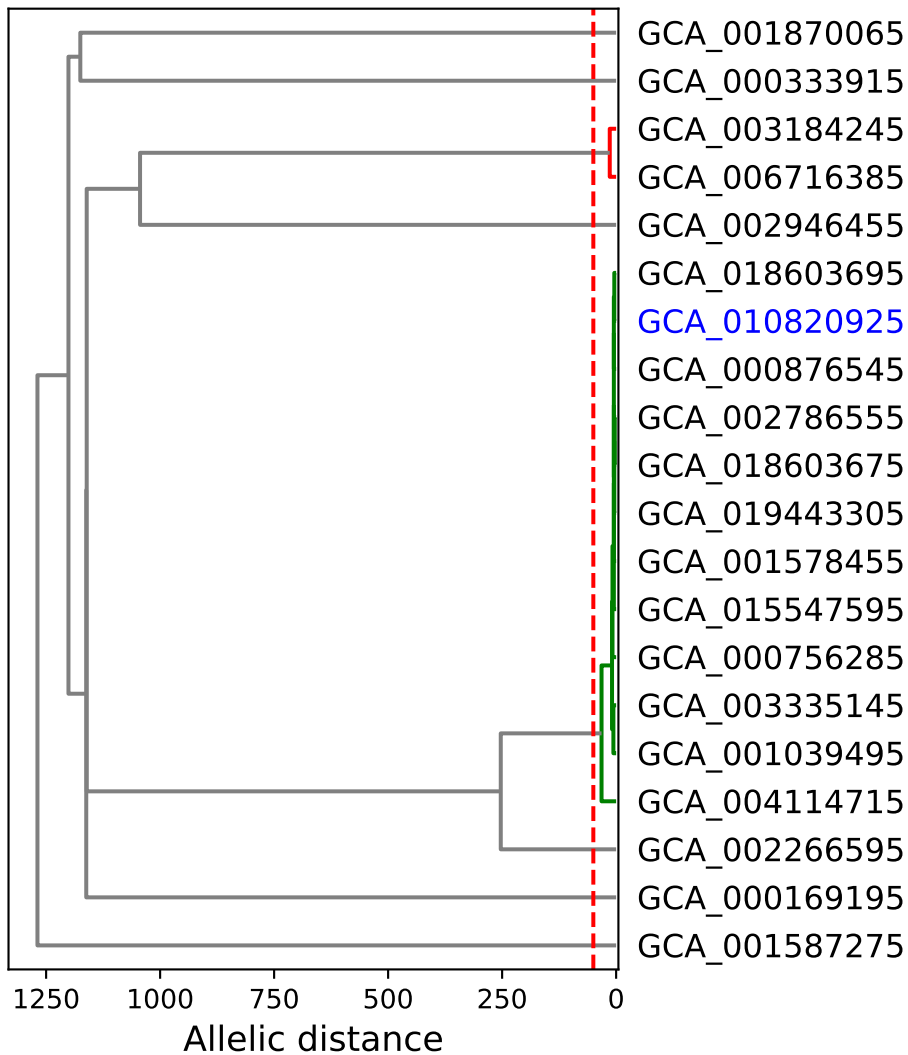 GCA_001870065
GCA_000333915
GCA_003184245
GCA_006716385
GCA_002946455
GCA_018603695
GCA_010820925
GCA_000876545
GCA_002786555
GCA_018603675
GCA_019443305
GCA_001578455
GCA_015547595
GCA_000756285
GCA_003335145
GCA_001039495
GCA_004114715
GCA_002266595
GCA_000169195
GCA_001587275
1250 1000 750 500 250 0
Allelic distance